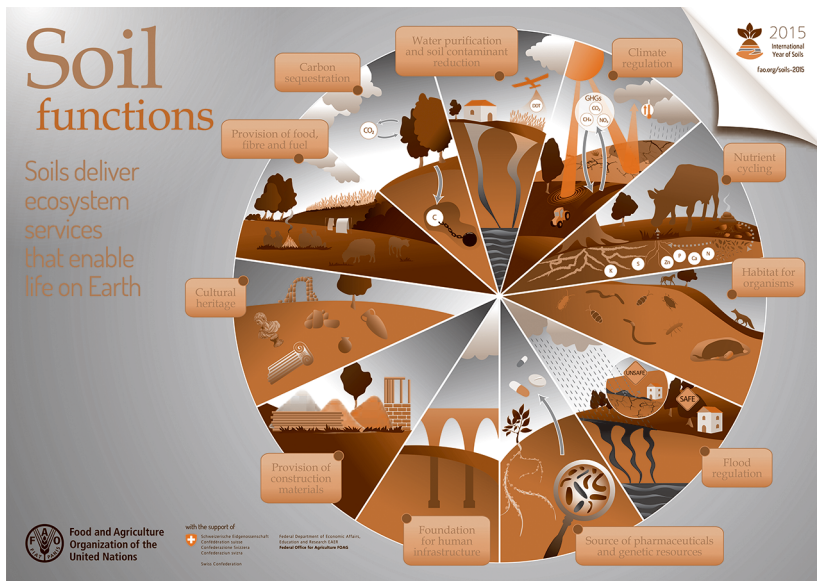 Soil
functions
Soils deliver
ecosystem
services
that enable
life on Earth
2015
International
Year of Soils
fao.org/soils-2015
Water purification
and soil contaminant
reduction
Climate
regulation
Carbon
sequestration
Provision of food,
fibre and fuel
Nutrient
cycling
Habitat for
organisms
Cultural
heritage
Flood
regulation
Provision of
construction
materials
Foundation
for human
infrastructure
Source of pharmaceuticals
and genetic resources
CO₂
C
DDT
GHGs
CO₂
CH₄
NOₓ
K
S
Zn
P
Ca
N
UNSAFE
SAFE
FAO
FIAT PANIS
Food and Agriculture
Organization of the
United Nations
with the support of
Schweizerische Eidgenossenschaft
Confédération suisse
Confederazione Svizzera
Confederaziun svizra
Swiss Confederation
Federal Department of Economic Affairs,
Education and Research EAER
Federal Office for Agriculture FOAG